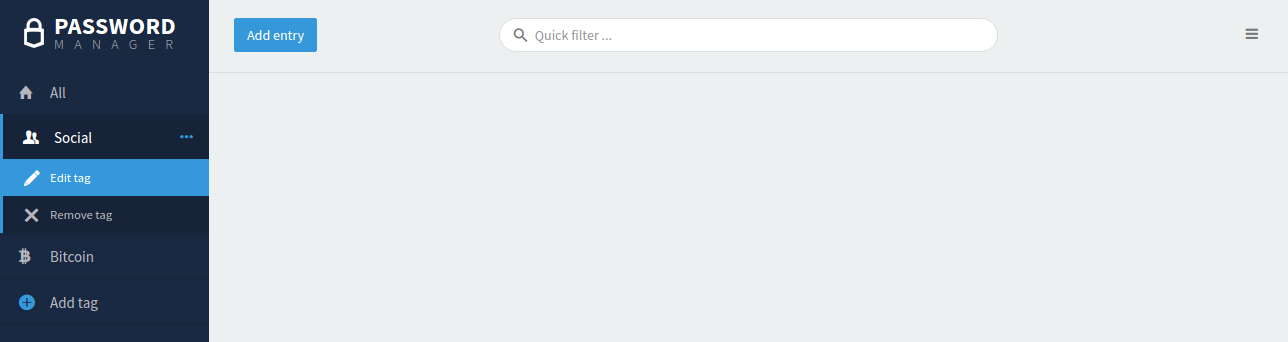 PASSWORD
MANAGER
Add entry
Quick filter ...
All
Social
Edit tag
Remove tag
Bitcoin
Add tag